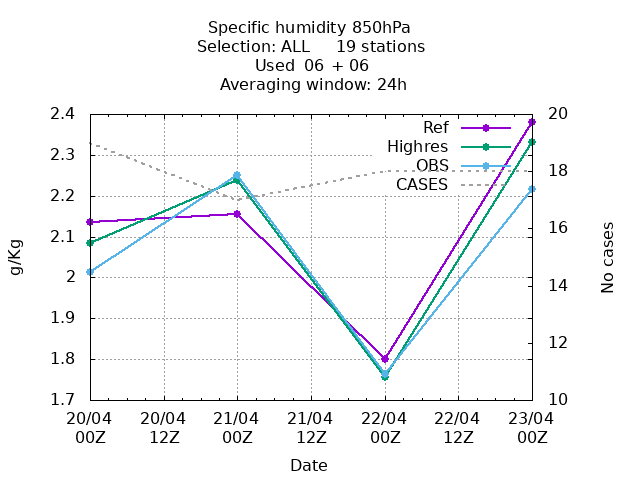 Specific humidity 850hPa
Selection: ALL 19 stations
Used 06 + 06
Averaging window: 24h
2.4
2.3
2.2
2.1
2
1.9
1.8
1.7
g/Kg
Ref
Highres
OBS
CASES
20
18
16
14
12
10
No cases
20/04 20/04 21/04 21/04 22/04 22/04 23/04
00Z 12Z 00Z 12Z 00Z 12Z 00Z
Date